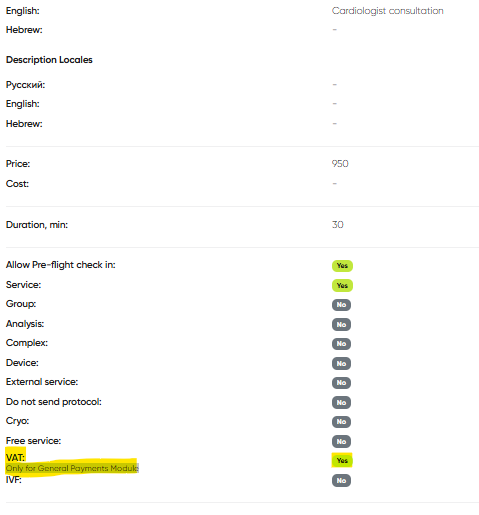 English: Cardiologist consultation
Hebrew: -
Description Locales
Русский: -
English: -
Hebrew: -
Price: 950
Cost: -
Duration, min: 30
Allow Pre-flight check in: Yes
Service: Yes
Group: No
Analysis: No
Complex: No
Device: No
External service: No
Do not send protocol: No
Cryo: No
Free service: No
VAT: Yes
Only for General Payments Module
IVF: No